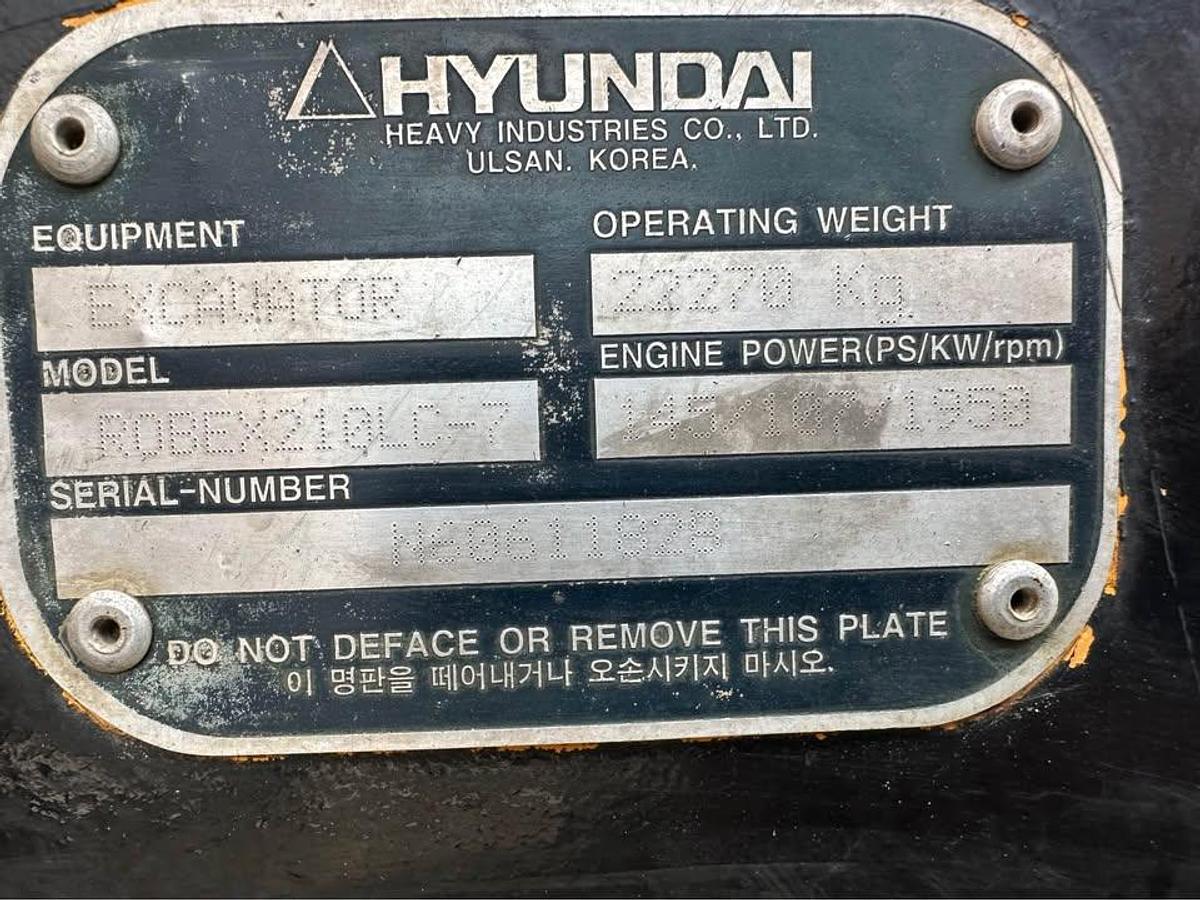 HYUNDAI
HEAVY INDUSTRIES CO., LTD.
ULSAN. KOREA.
EQUIPMENT
EXCAVATOR
OPERATING WEIGHT
22270 Kg
MODEL
ROBEX210LC-7
ENGINE POWER(PS/KW/rpm)
145/107/1950
SERIAL-NUMBER
N60611828
DO NOT DEFACE OR REMOVE THIS PLATE
이 명판을 떼어내거나 오손시키지 마시오.